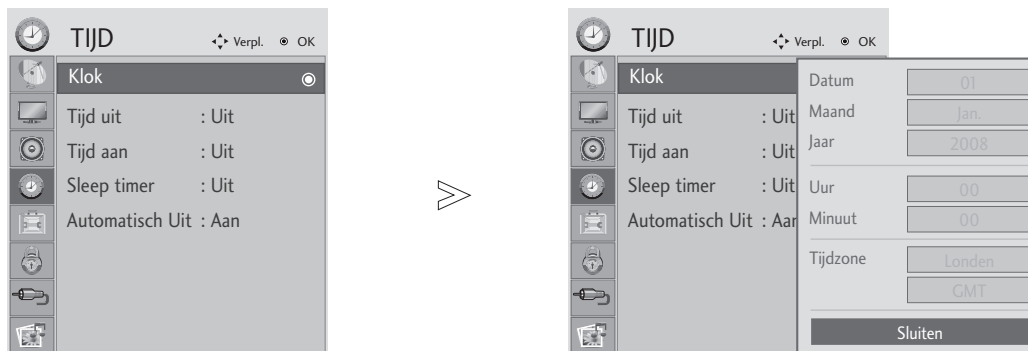 TIJD Verpl. OK
Klok
Tijd uit : Uit
Tijd aan : Uit
Sleep timer : Uit
Automatisch Uit : Aan
>
TIJD Verpl. OK
Klok
Tijd uit : Uit
Tijd aan : Uit
Sleep timer : Uit
Automatisch Uit : Aan
Datum 01
Maand Jan.
Jaar 2008
Uur 00
Minuut 00
Tijdzone Londen
GMT
Sluiten